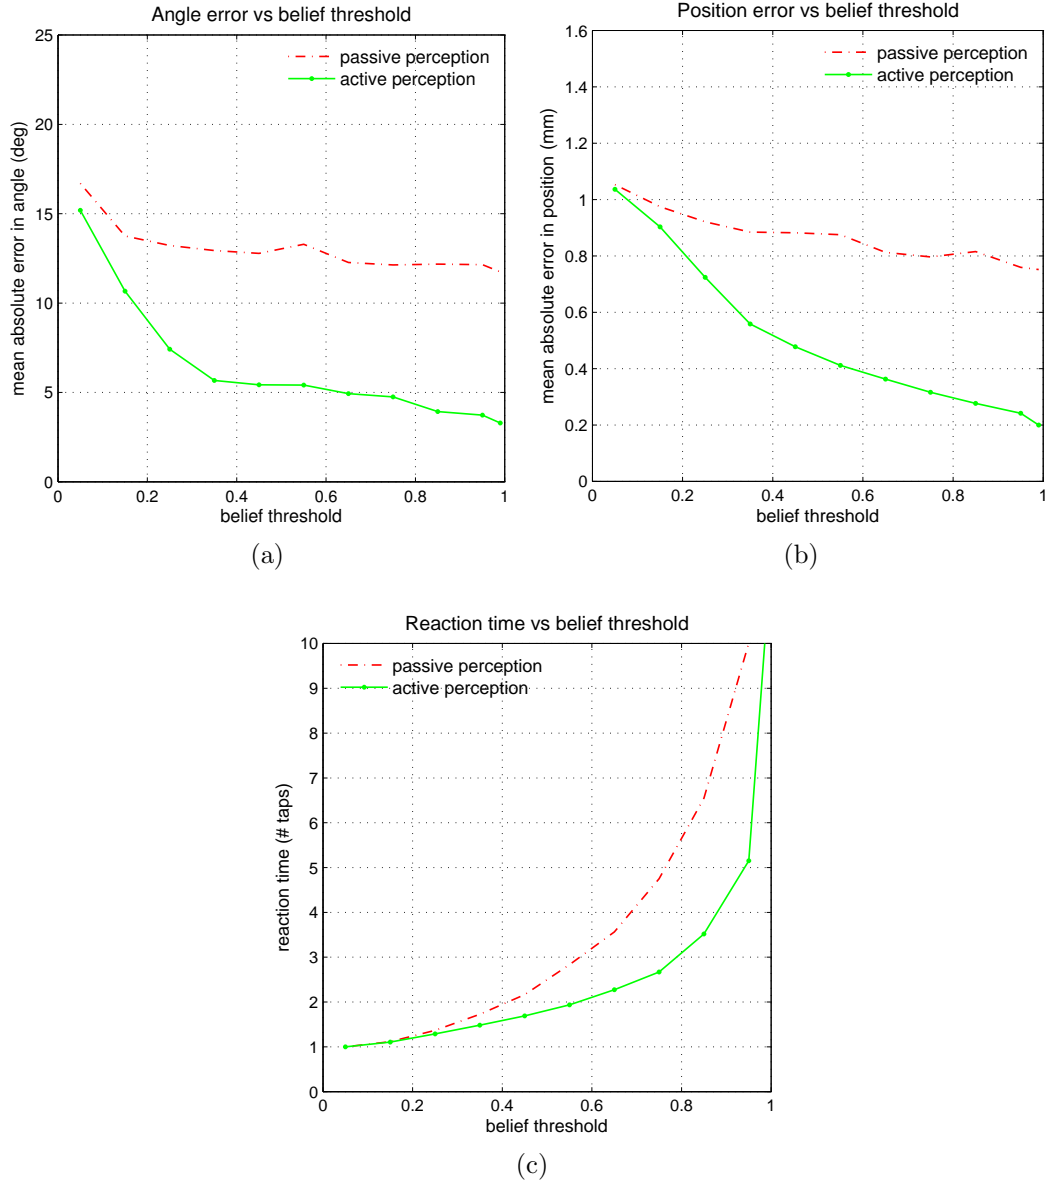 Angle error vs belief threshold
25
20
15
10
5
0
mean absolute error in angle (deg)
passive perception
active perception
0 0.2 0.4 0.6 0.8 1
belief threshold
(a)
Position error vs belief threshold
1.6
1.4
1.2
1
0.8
0.6
0.4
0.2
0
mean absolute error in position (mm)
passive perception
active perception
0 0.2 0.4 0.6 0.8 1
belief threshold
(b)
Reaction time vs belief threshold
10
9
8
7
6
5
4
3
2
1
0
reaction time (# taps)
passive perception
active perception
0 0.2 0.4 0.6 0.8 1
belief threshold
(c)